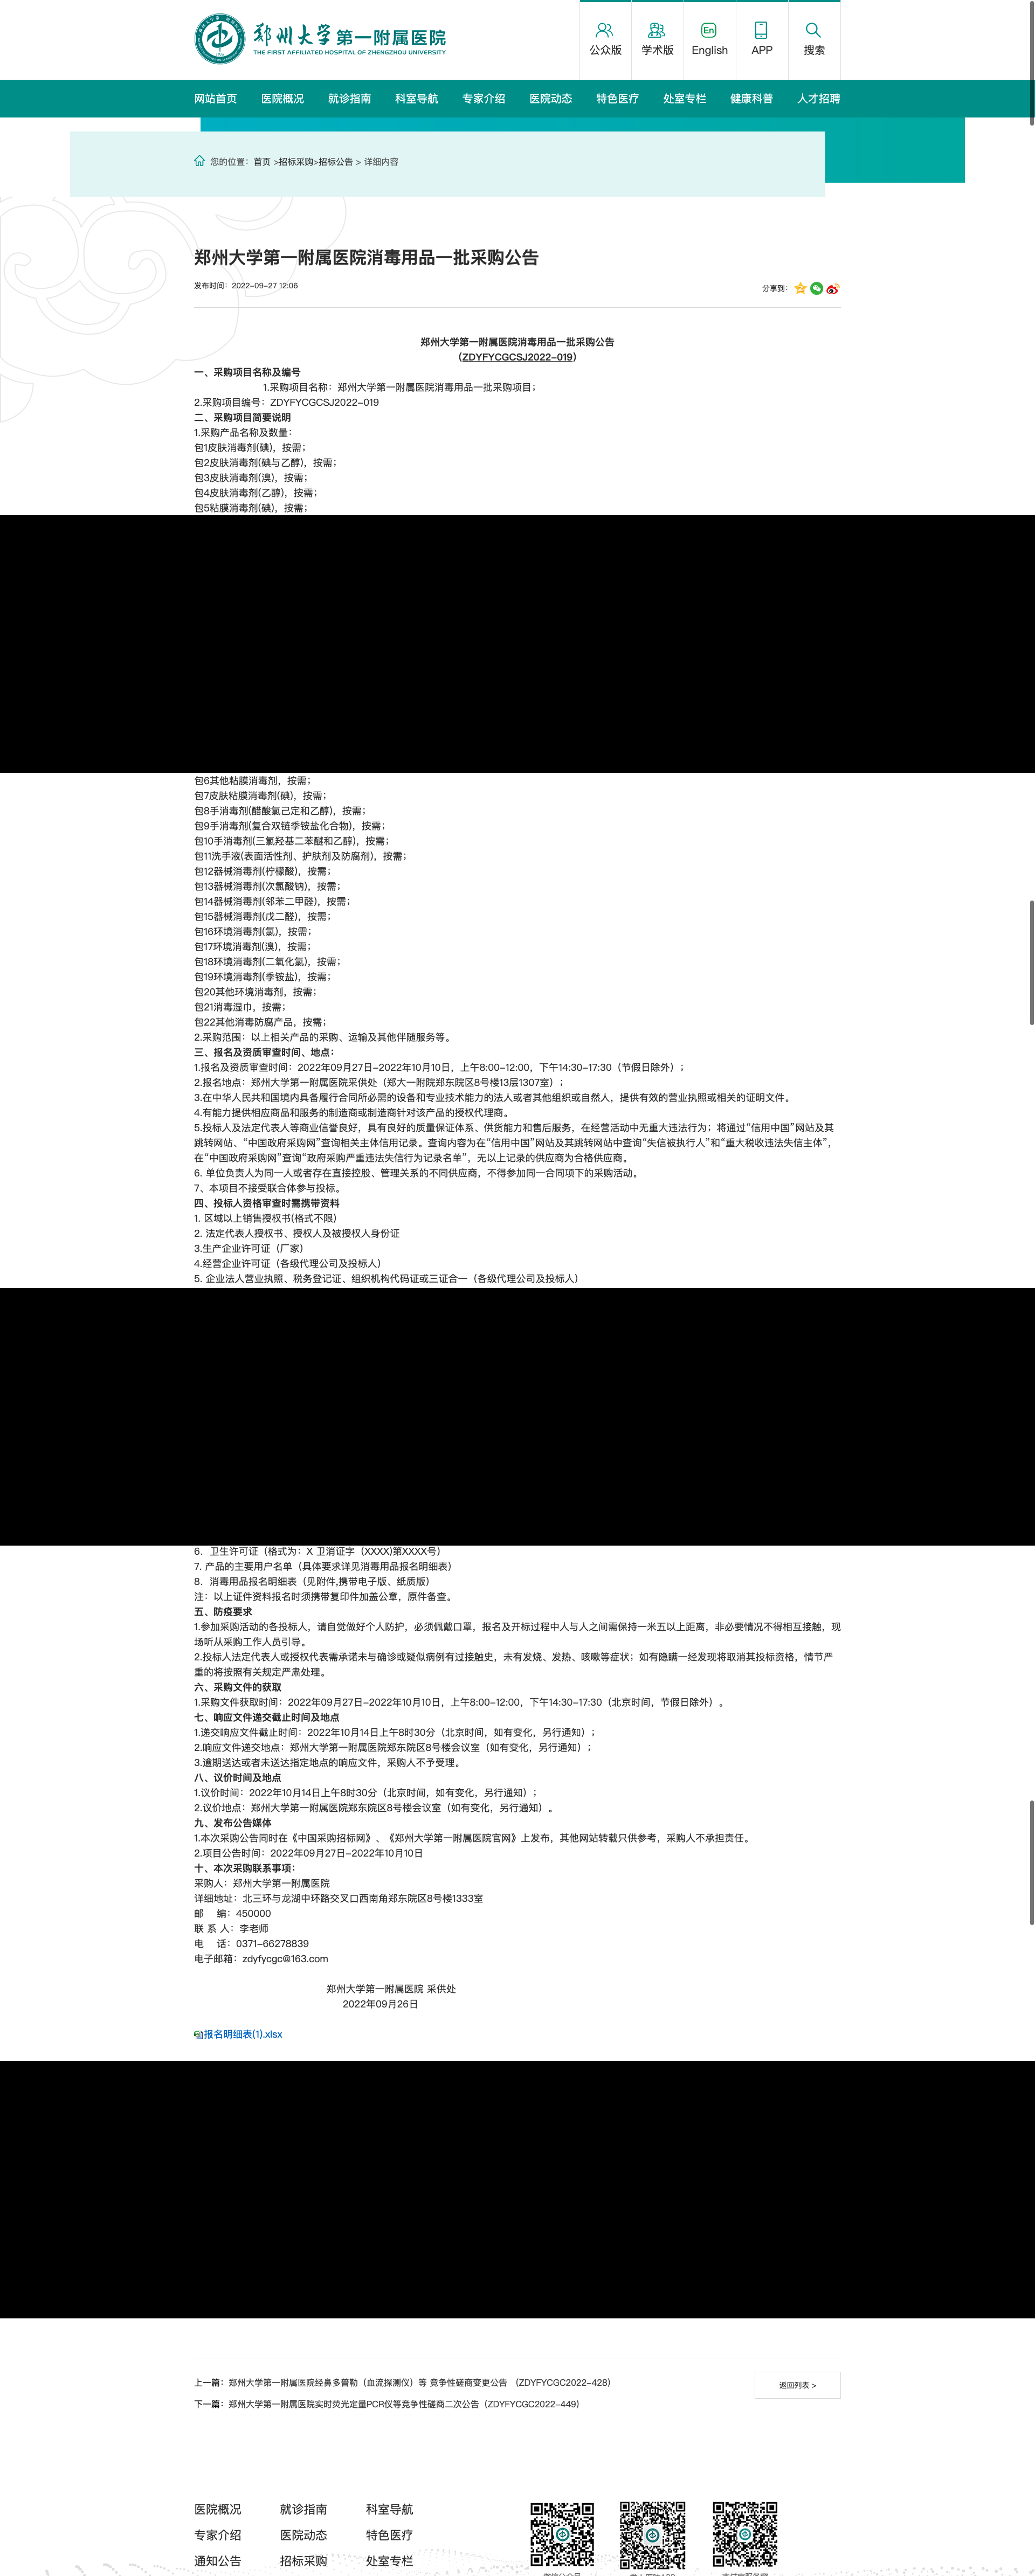 郑州大学第一附属医院
THE FIRST AFFILIATED HOSPITAL OF ZHENGZHOU UNIVERSITY
公众版
学术版
En
English
APP
搜索
网站首页
医院概况
就诊指南
科室导航
专家介绍
医院动态
特色医疗
处室专栏
健康科普
人才招聘
您的位置：首页 >招标采购>招标公告 > 详细内容
郑州大学第一附属医院消毒用品一批采购公告
发布时间：2022-09-27 12:06
分享到：
郑州大学第一附属医院消毒用品一批采购公告
（ZDYFYCGCSJ2022-019）
一、采购项目名称及编号
1.采购项目名称：郑州大学第一附属医院消毒用品一批采购项目；
2.采购项目编号：ZDYFYCGCSJ2022-019
二、采购项目简要说明
1.采购产品名称及数量：
包1皮肤消毒剂(碘)，按需；
包2皮肤消毒剂(碘与乙醇)，按需；
包3皮肤消毒剂(溴)，按需；
包4皮肤消毒剂(乙醇)，按需；
包5粘膜消毒剂(碘)，按需；
包6其他粘膜消毒剂，按需；
包7皮肤粘膜消毒剂(碘)，按需；
包8手消毒剂(醋酸氯己定和乙醇)，按需；
包9手消毒剂(复合双链季铵盐化合物)，按需；
包10手消毒剂(三氯羟基二苯醚和乙醇)，按需；
包11洗手液(表面活性剂、护肤剂及防腐剂)，按需；
包12器械消毒剂(柠檬酸)，按需；
包13器械消毒剂(次氯酸钠)，按需；
包14器械消毒剂(邻苯二甲醛)，按需；
包15器械消毒剂(戊二醛)，按需；
包16环境消毒剂(氯)，按需；
包17环境消毒剂(溴)，按需；
包18环境消毒剂(二氧化氯)，按需；
包19环境消毒剂(季铵盐)，按需；
包20其他环境消毒剂，按需；
包21消毒湿巾，按需；
包22其他消毒防腐产品，按需；
2.采购范围：以上相关产品的采购、运输及其他伴随服务等。
三、报名及资质审查时间、地点：
1.报名及资质审查时间：2022年09月27日-2022年10月10日，上午8:00-12:00，下午14:30-17:30（节假日除外）；
2.报名地点：郑州大学第一附属医院采供处（郑大一附院郑东院区8号楼13层1307室）；
3.在中华人民共和国境内具备履行合同所必需的设备和专业技术能力的法人或者其他组织或自然人，提供有效的营业执照或相关的证明文件。
4.有能力提供相应商品和服务的制造商或制造商针对该产品的授权代理商。
5.投标人及法定代表人等商业信誉良好，具有良好的质量保证体系、供货能力和售后服务，在经营活动中无重大违法行为；将通过“信用中国”网站及其
跳转网站、“中国政府采购网”查询相关主体信用记录。查询内容为在“信用中国”网站及其跳转网站中查询“失信被执行人”和“重大税收违法失信主体”，
在“中国政府采购网”查询“政府采购严重违法失信行为记录名单”，无以上记录的供应商为合格供应商。
6. 单位负责人为同一人或者存在直接控股、管理关系的不同供应商，不得参加同一合同项下的采购活动。
7、本项目不接受联合体参与投标。
四、投标人资格审查时需携带资料
1. 区域以上销售授权书(格式不限)
2. 法定代表人授权书、授权人及被授权人身份证
3.生产企业许可证（厂家）
4.经营企业许可证（各级代理公司及投标人）
5. 企业法人营业执照、税务登记证、组织机构代码证或三证合一（各级代理公司及投标人）
6. 卫生许可证（格式为：X 卫消证字（XXXX)第XXXX号）
7. 产品的主要用户名单（具体要求详见消毒用品报名明细表）
8. 消毒用品报名明细表（见附件,携带电子版、纸质版）
注：以上证件资料报名时须携带复印件加盖公章，原件备查。
五、防疫要求
1.参加采购活动的各投标人，请自觉做好个人防护，必须佩戴口罩，报名及开标过程中人与人之间需保持一米五以上距离，非必要情况不得相互接触，现
场听从采购工作人员引导。
2.投标人法定代表人或授权代表需承诺未与确诊或疑似病例有过接触史，未有发烧、发热、咳嗽等症状；如有隐瞒一经发现将取消其投标资格，情节严
重的将按照有关规定严肃处理。
六、采购文件的获取
1.采购文件获取时间：2022年09月27日-2022年10月10日，上午8:00-12:00，下午14:30-17:30（北京时间，节假日除外）。
七、响应文件递交截止时间及地点
1.递交响应文件截止时间：2022年10月14日上午8时30分（北京时间，如有变化，另行通知）；
2.响应文件递交地点：郑州大学第一附属医院郑东院区8号楼会议室（如有变化，另行通知）；
3.逾期送达或者未送达指定地点的响应文件，采购人不予受理。
八、议价时间及地点
1.议价时间：2022年10月14日上午8时30分（北京时间，如有变化，另行通知）；
2.议价地点：郑州大学第一附属医院郑东院区8号楼会议室（如有变化，另行通知）。
九、发布公告媒体
1.本次采购公告同时在《中国采购招标网》、《郑州大学第一附属医院官网》上发布，其他网站转载只供参考，采购人不承担责任。
2.项目公告时间：2022年09月27日-2022年10月10日
十、本次采购联系事项：
采购人：郑州大学第一附属医院
详细地址：北三环与龙湖中环路交叉口西南角郑东院区8号楼1333室
邮 编：450000
联 系 人：李老师
电 话：0371-66278839
电子邮箱：zdyfycgc@163.com
郑州大学第一附属医院 采供处
2022年09月26日
报名明细表(1).xlsx
上一篇：郑州大学第一附属医院经鼻多普勒（血流探测仪）等 竞争性磋商变更公告 （ZDYFYCGC2022-428）
下一篇：郑州大学第一附属医院实时荧光定量PCR仪等竞争性磋商二次公告（ZDYFYCGC2022-449）
返回列表 >
医院概况
就诊指南
科室导航
专家介绍
医院动态
特色医疗
通知公告
招标采购
处室专栏